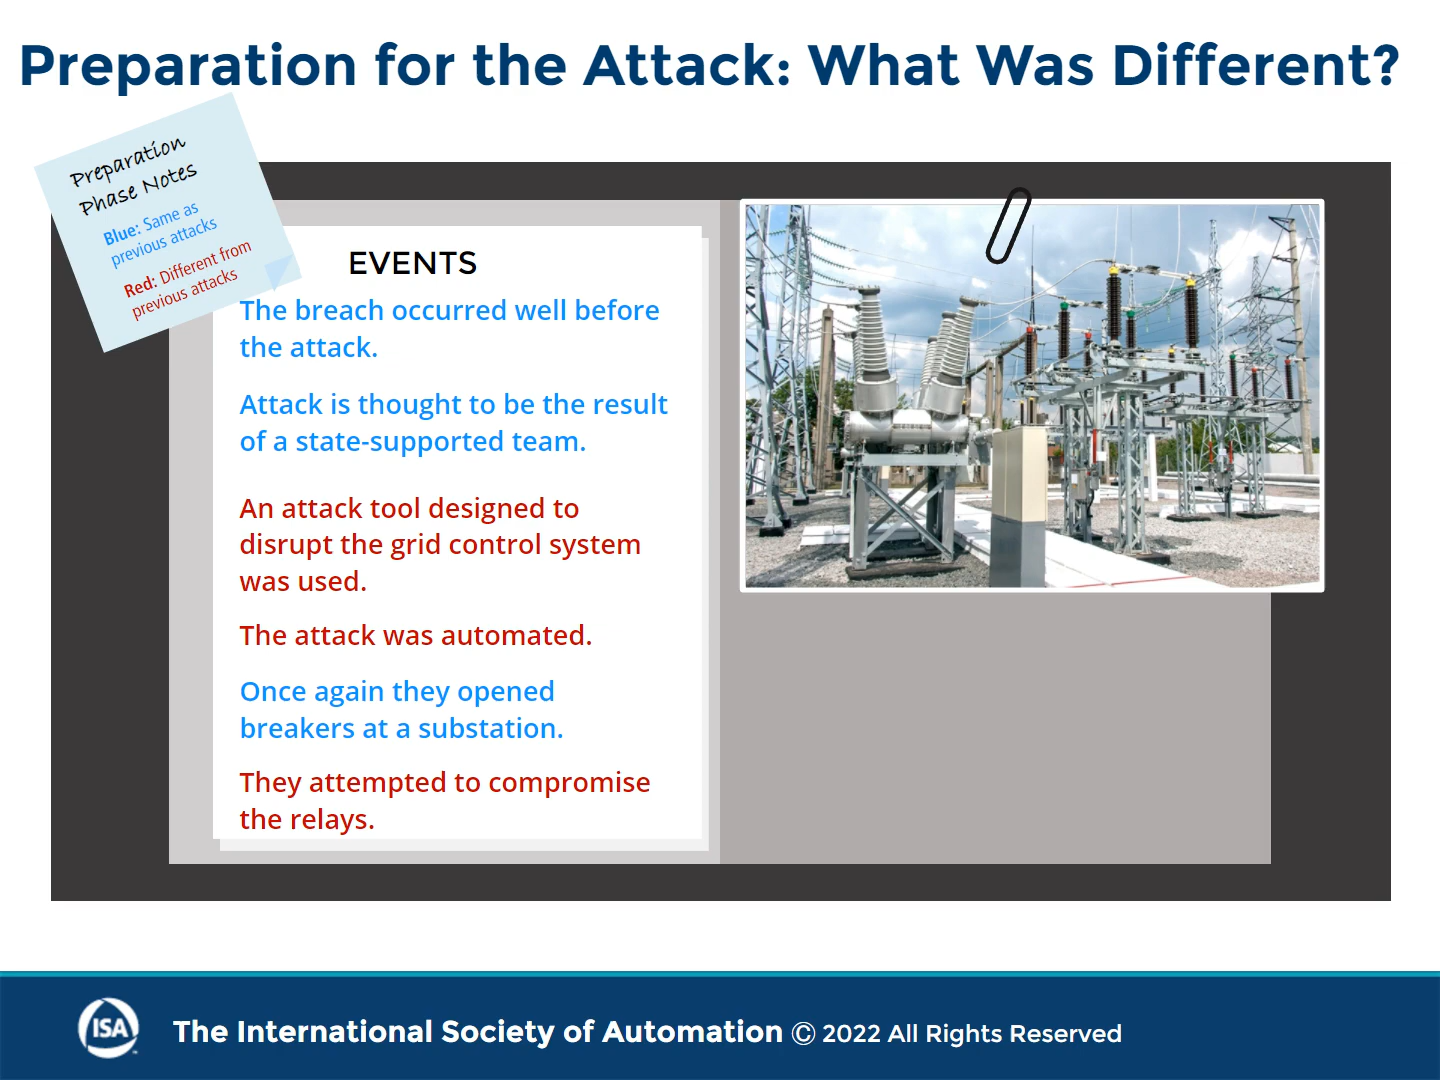 Preparation for the Attack: What Was Different?
Preparation
Phase Notes
Blue: Same as
previous attacks
Red: Different from
previous attacks
EVENTS
The breach occurred well before
the attack.
Attack is thought to be the result
of a state-supported team.
An attack tool designed to
disrupt the grid control system
was used.
The attack was automated.
Once again they opened
breakers at a substation.
They attempted to compromise
the relays.
ISA
The International Society of Automation © 2022 All Rights Reserved